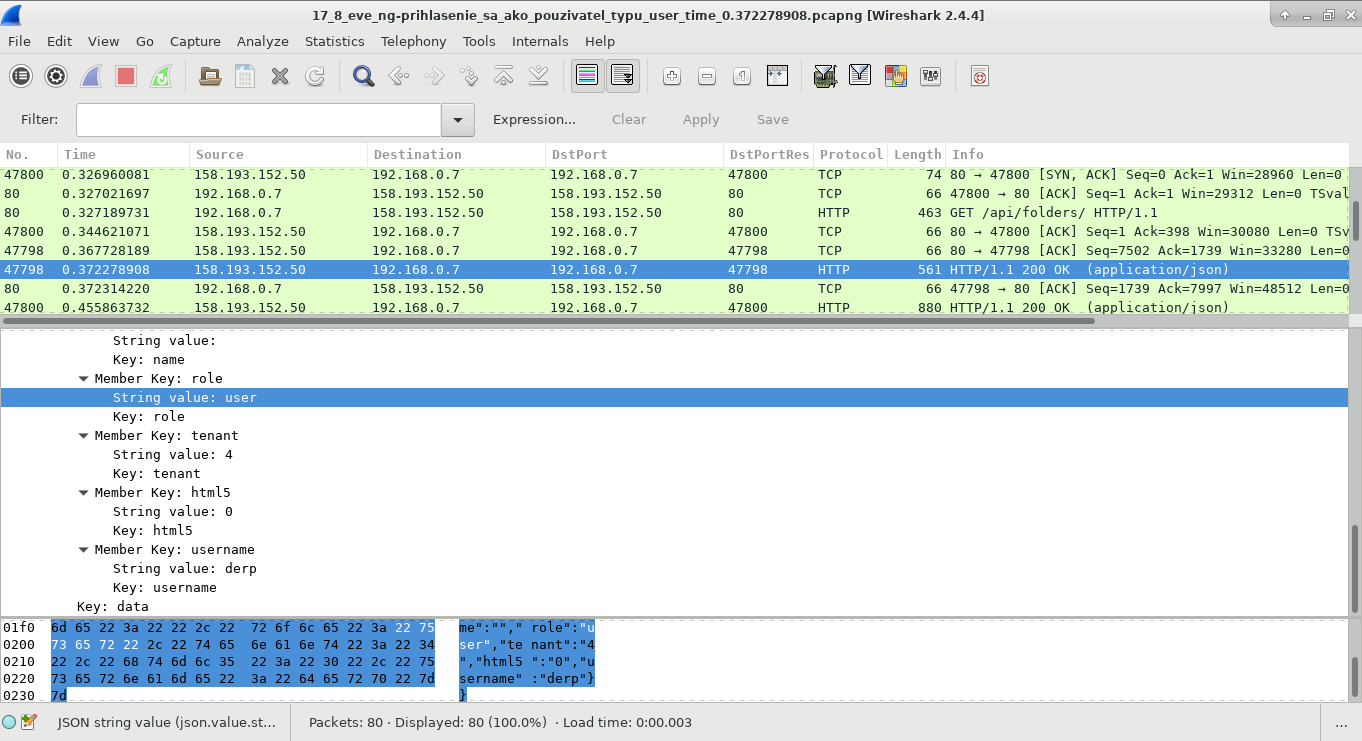 17_8_eve_ng-prihlasenie_sa_ako_pouzivatel_typu_user_time_0.372278908.pcapng [Wireshark 2.4.4]
File Edit View Go Capture Analyze Statistics Telephony Tools Internals Help
Filter: Expression... Clear Apply Save
No. Time Source Destination DstPort DstPortRes Protocol Length Info
47800 0.326960081 158.193.152.50 192.168.0.7 192.168.0.7 47800 TCP 74 80 → 47800 [SYN, ACK] Seq=0 Ack=1 Win=28960 Len=0
80 0.327021697 192.168.0.7 158.193.152.50 158.193.152.50 80 TCP 66 47800 → 80 [ACK] Seq=1 Ack=1 Win=29312 Len=0 TSval
80 0.327189731 192.168.0.7 158.193.152.50 158.193.152.50 80 HTTP 463 GET /api/folders/ HTTP/1.1
47800 0.344621071 158.193.152.50 192.168.0.7 192.168.0.7 47800 TCP 66 80 → 47800 [ACK] Seq=1 Ack=398 Win=30080 Len=0 TSv
47798 0.367728189 158.193.152.50 192.168.0.7 192.168.0.7 47798 TCP 66 80 → 47798 [ACK] Seq=7502 Ack=1739 Win=33280 Len=0
47798 0.372278908 158.193.152.50 192.168.0.7 192.168.0.7 47798 HTTP 561 HTTP/1.1 200 OK (application/json)
80 0.372314220 192.168.0.7 158.193.152.50 158.193.152.50 80 TCP 66 47798 → 80 [ACK] Seq=1739 Ack=7997 Win=48512 Len=0
47800 0.455863732 158.193.152.50 192.168.0.7 192.168.0.7 47800 HTTP 880 HTTP/1.1 200 OK (application/json)
String value:
Key: name
Member Key: role
String value: user
Key: role
Member Key: tenant
String value: 4
Key: tenant
Member Key: html5
String value: 0
Key: html5
Member Key: username
String value: derp
Key: username
Key: data
01f0 6d 65 22 3a 22 22 2c 22 72 6f 6c 65 22 3a 22 75 me":""," role":"u
0200 73 65 72 22 2c 22 74 65 6e 61 6e 74 22 3a 22 34 ser","te nant":"4
0210 22 2c 22 68 74 6d 6c 35 22 3a 22 30 22 2c 22 75 ","html5 ":"0","u
0220 73 65 72 6e 61 6d 65 22 3a 22 64 65 72 70 22 7d sername" :"derp"}
0230 7d }
JSON string value (json.value.st... Packets: 80 · Displayed: 80 (100.0%) · Load time: 0:00.003 ...